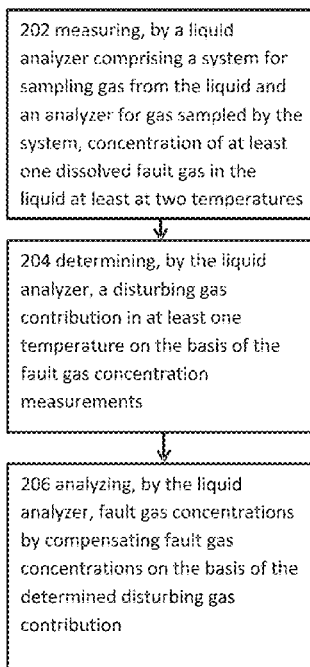 202 measuring, by a liquid
analyzer comprising a system for
sampling gas from the liquid and
an analyzer for gas sampled by the
system, concentration of at least
one dissolved fault gas in the
liquid at least at two temperatures
204 determining, by the liquid
analyzer, a disturbing gas
contribution in at least one
temperature on the basis of the
fault gas concentration
measurements
206 analyzing, by the liquid
analyzer, fault gas concentrations
by compensating fault gas
concentrations on the basis of the
determined disturbing gas
contribution